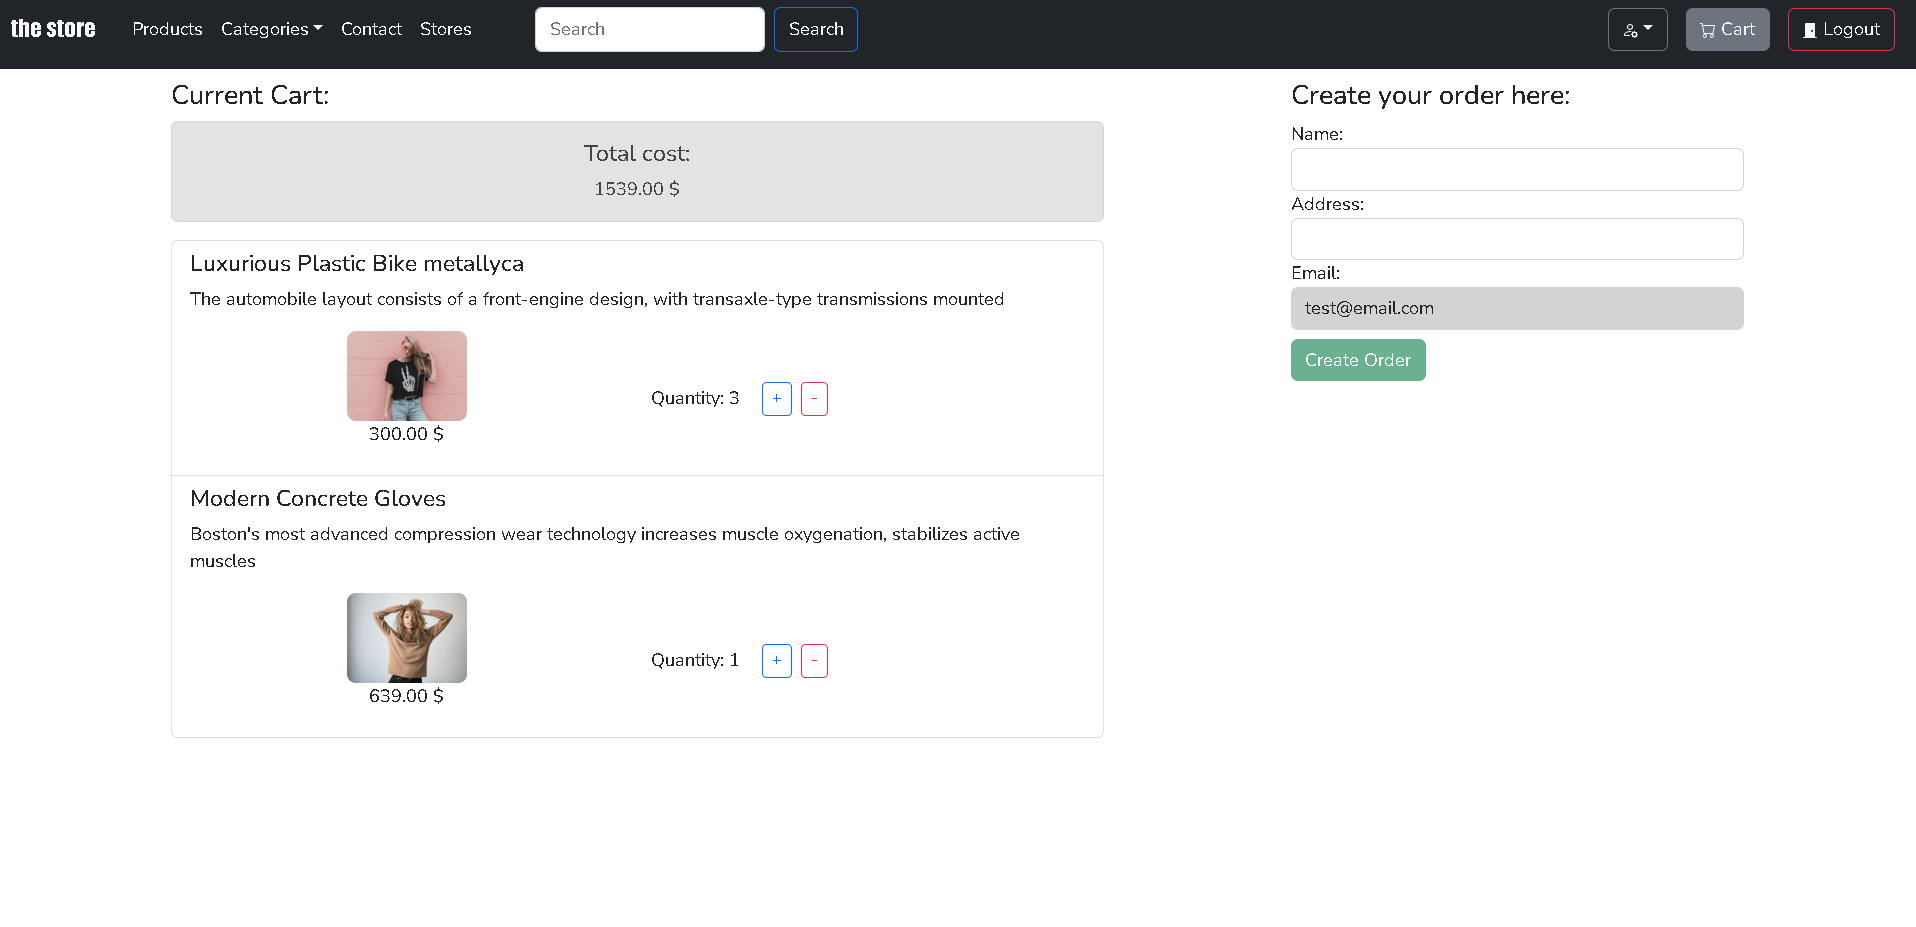 the store
Products Categories Contact Stores
Search
Search
Cart
Logout
Current Cart:
Total cost:
1539.00 $
Luxurious Plastic Bike metallyca
The automobile layout consists of a front-engine design, with transaxle-type transmissions mounted
Quantity: 3 + -
300.00 $
Modern Concrete Gloves
Boston's most advanced compression wear technology increases muscle oxygenation, stabilizes active
muscles
Quantity: 1 + -
639.00 $
Create your order here:
Name:
Address:
Email:
test@email.com
Create Order